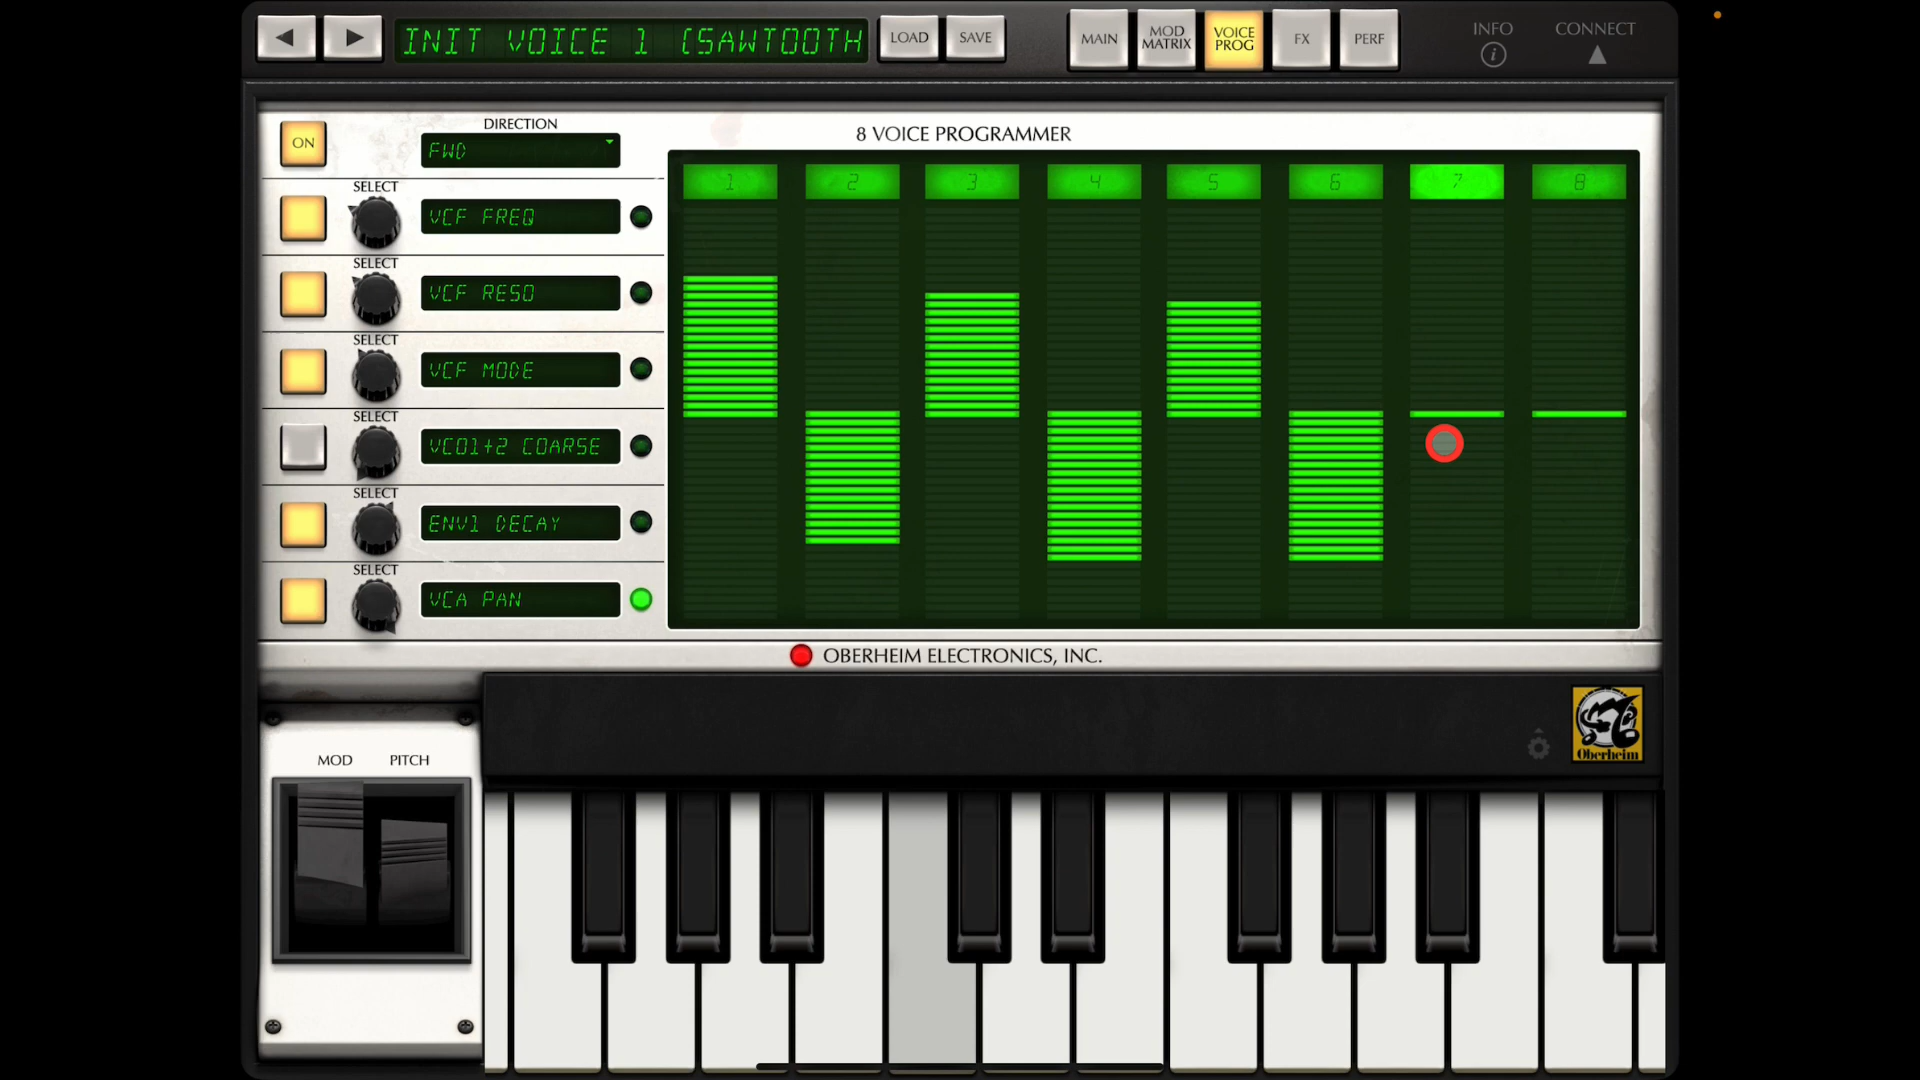 INIT VOICE 1 (SAWTOOTH
LOAD
SAVE
MAIN
MOD
MATRIX
VOICE
PROG
FX
PERF
INFO
CONNECT
ON
DIRECTION
FWD
8 VOICE PROGRAMMER
1 2 3 4 5 6 7 8
SELECT
VCF FREQ
SELECT
VCF RESO
SELECT
VCF MODE
SELECT
VCO1+2 COARSE
SELECT
ENV1 DECAY
SELECT
VCA PAN
OBERHEIM ELECTRONICS, INC.
MOD
PITCH
Oberheim